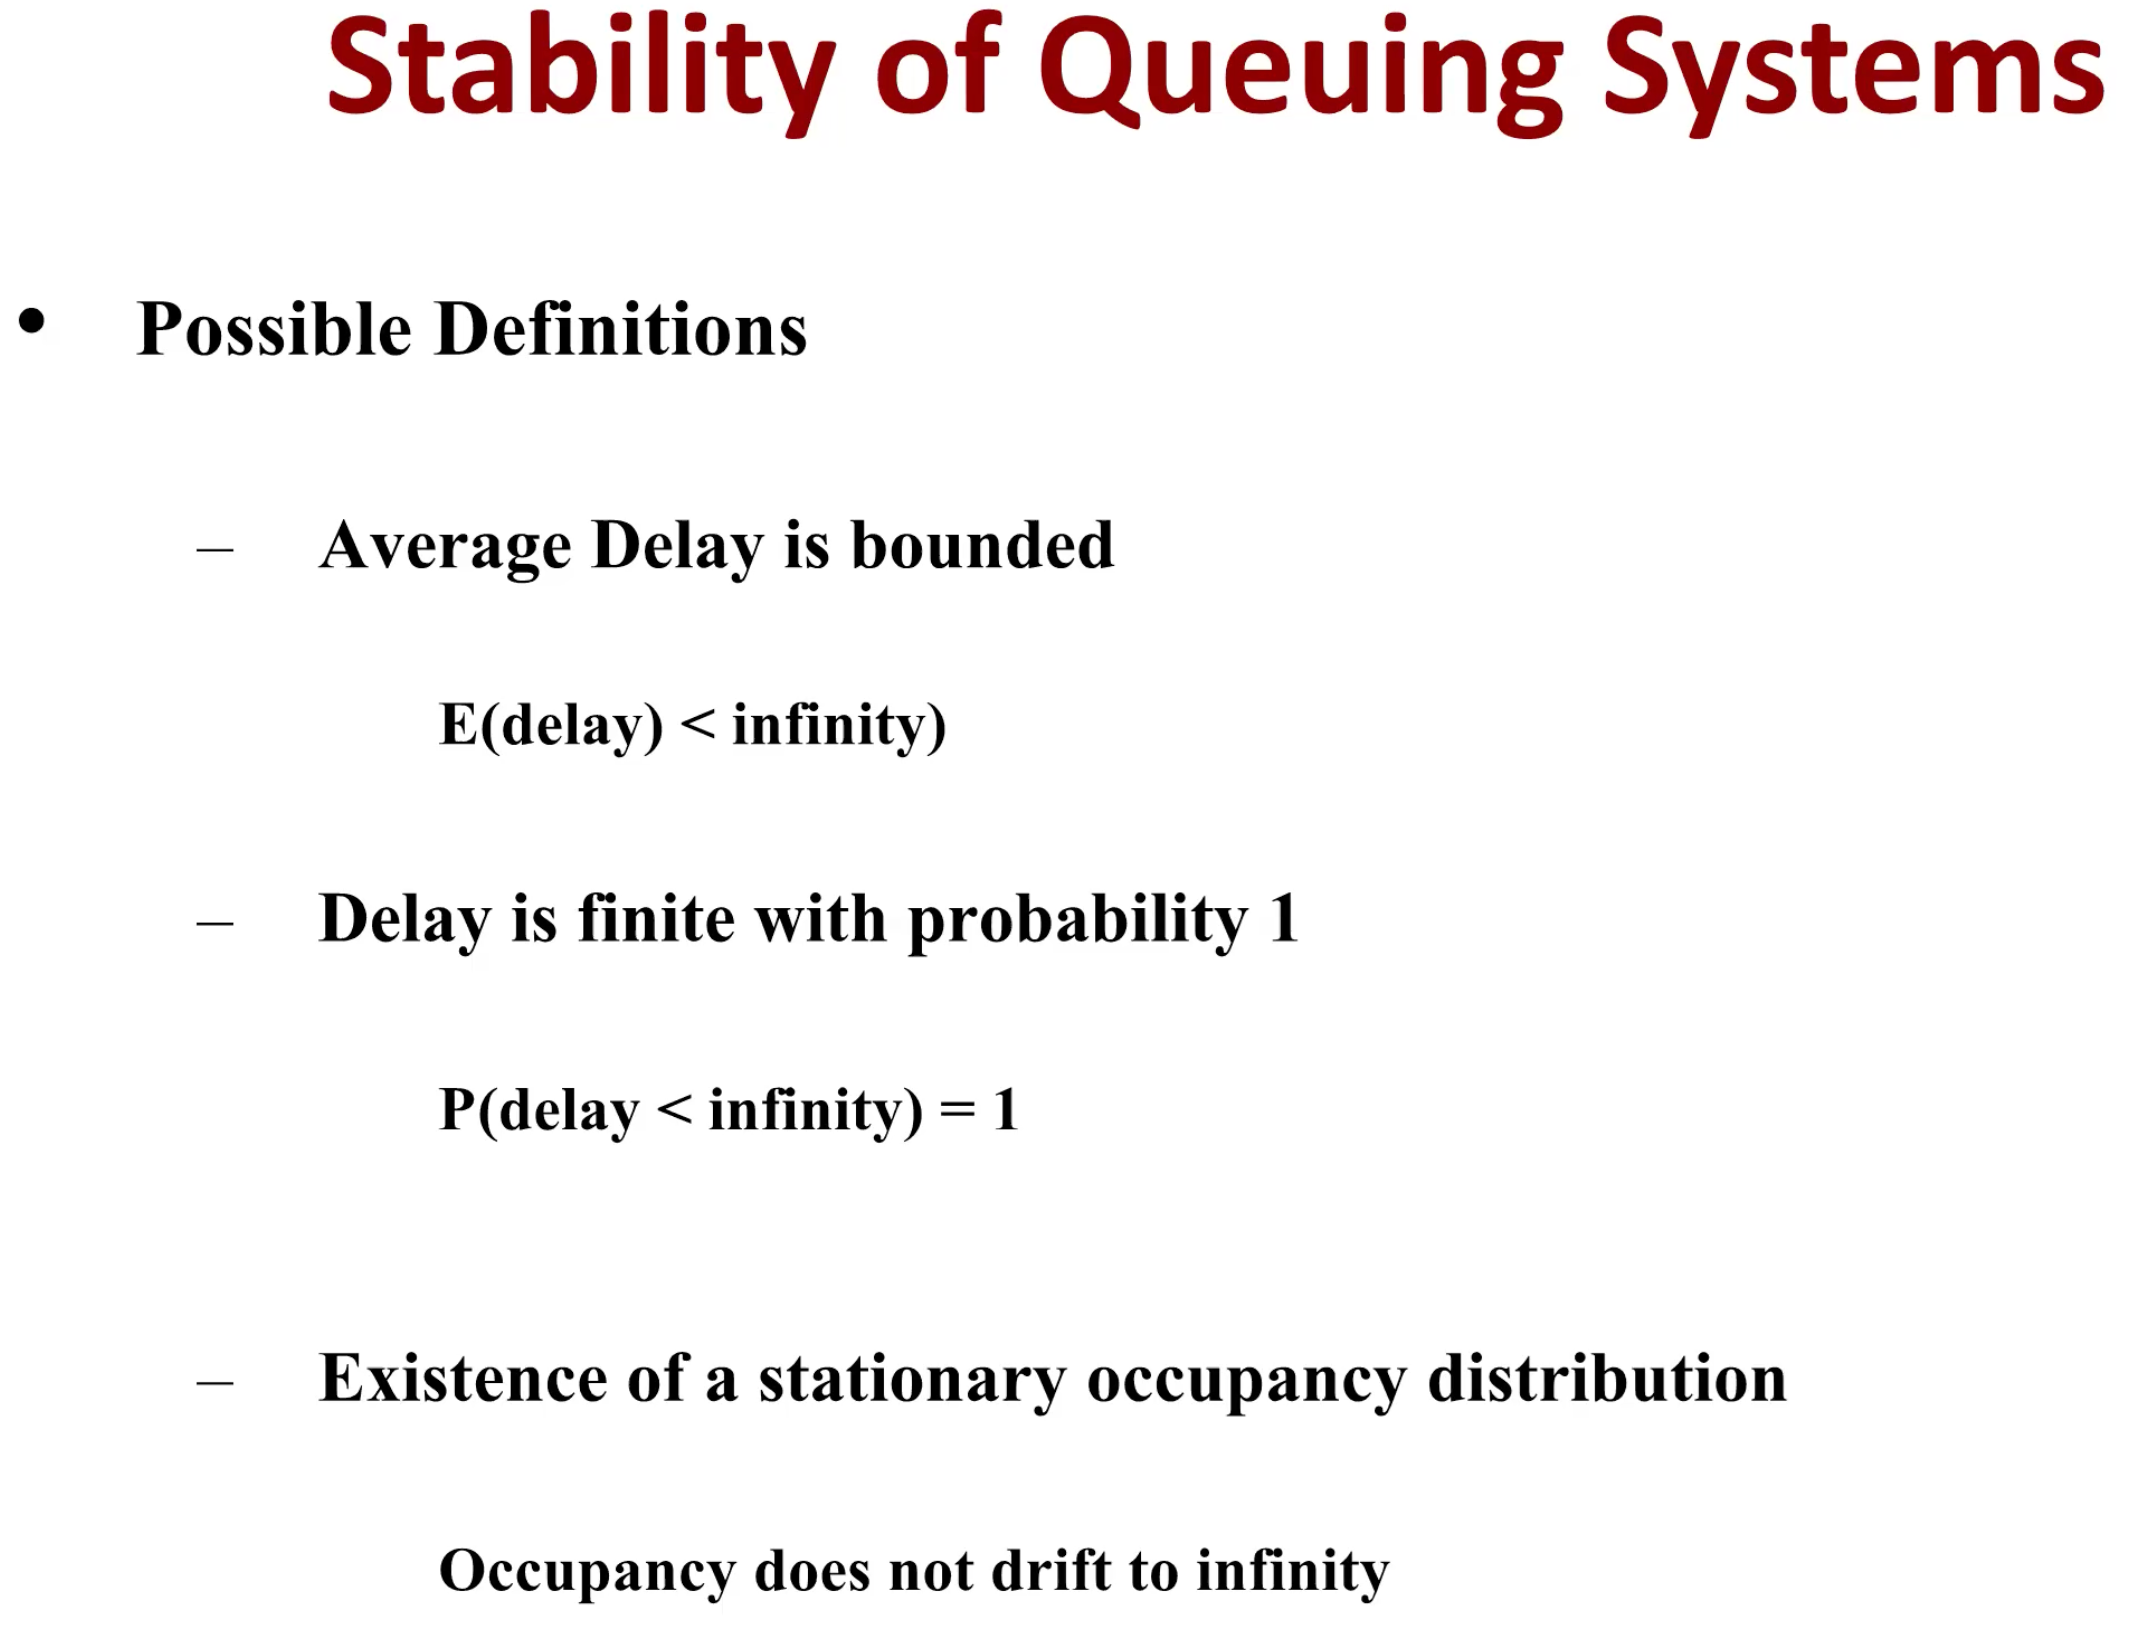 Stability of Queuing Systems
• Possible Definitions
– Average Delay is bounded
E(delay) < infinity)
– Delay is finite with probability 1
P(delay < infinity) = 1
– Existence of a stationary occupancy distribution
Occupancy does not drift to infinity